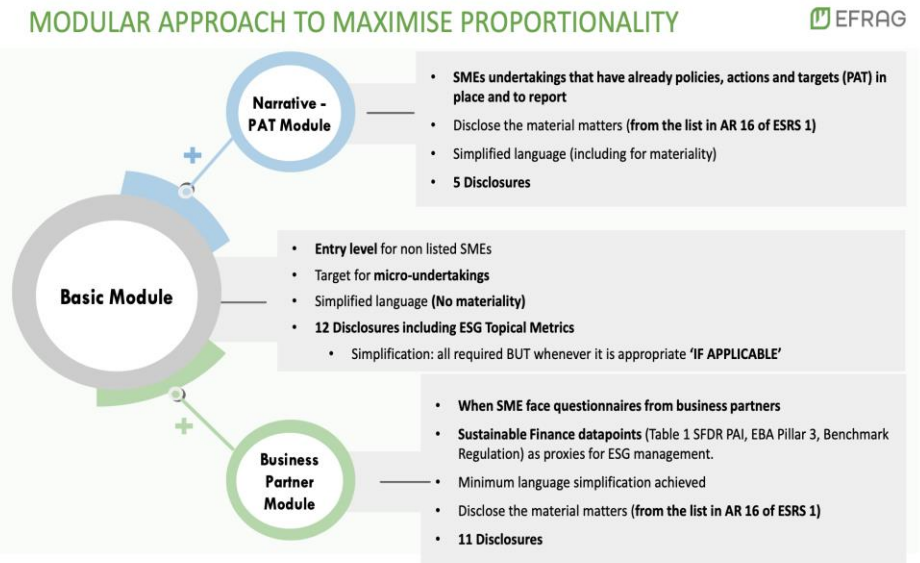 MODULAR APPROACH TO MAXIMISE PROPORTIONALITY
EFRAG
Narrative -
PAT Module
• SMEs undertakings that have already policies, actions and targets (PAT) in
place and to report
• Disclose the material matters (from the list in AR 16 of ESRS 1)
• Simplified language (including for materiality)
• 5 Disclosures
+
Basic Module
• Entry level for non listed SMEs
• Target for micro-undertakings
• Simplified language (No materiality)
• 12 Disclosures including ESG Topical Metrics
• Simplification: all required BUT whenever it is appropriate ‘IF APPLICABLE’
+
Business
Partner
Module
• When SME face questionnaires from business partners
• Sustainable Finance datapoints (Table 1 SFDR PAI, EBA Pillar 3, Benchmark
Regulation) as proxies for ESG management.
• Minimum language simplification achieved
• Disclose the material matters (from the list in AR 16 of ESRS 1)
• 11 Disclosures